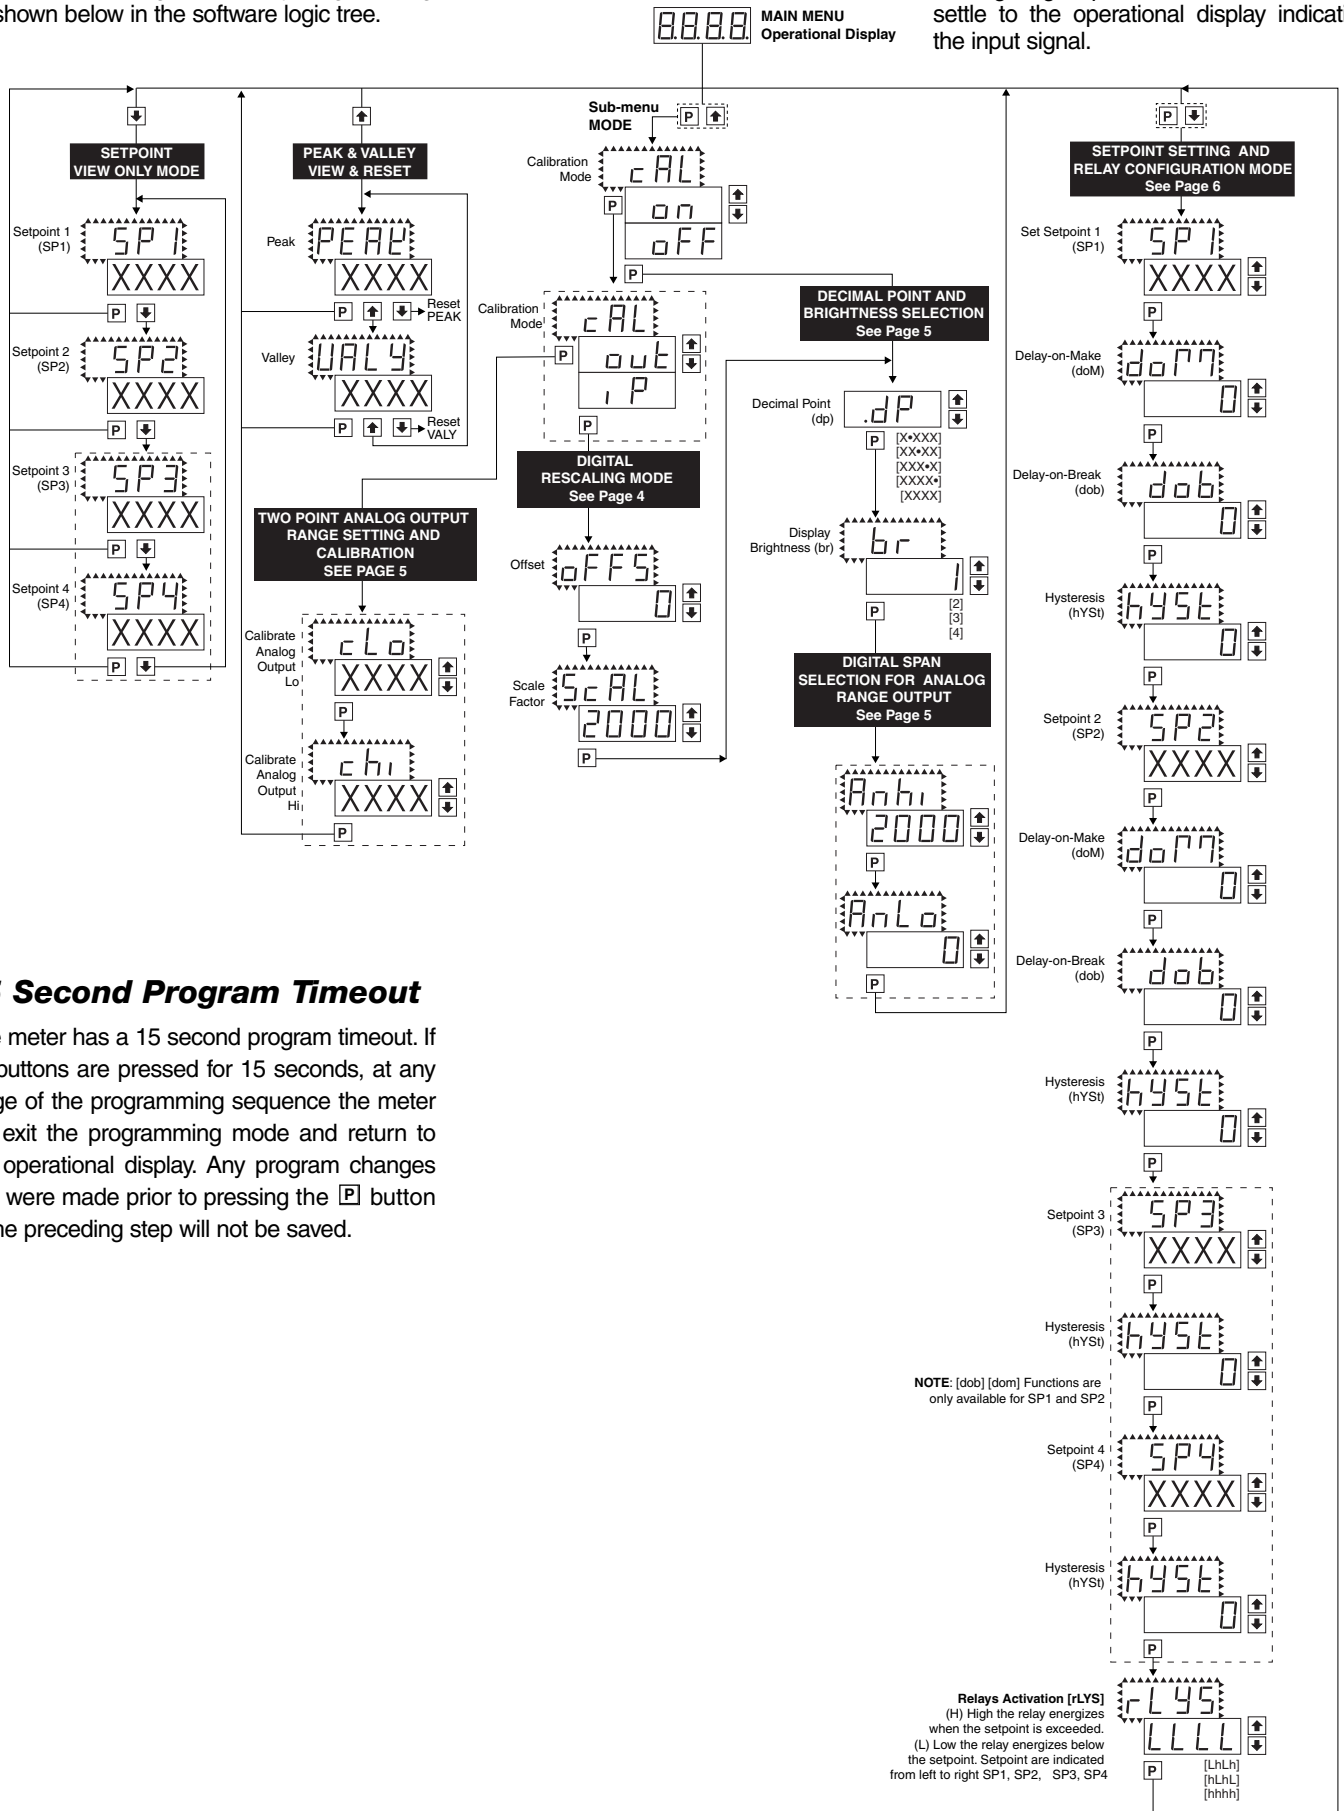 shown below in the software logic tree.
MAIN MENU
Operational Display
settle to the operational display indicat
the input signal.
8.8.8.8.
SETPOINT
VIEW ONLY MODE
Setpoint 1
(SP1)
SP1
XXXX
P
Setpoint 2
(SP2)
SP2
XXXX
P
Setpoint 3
(SP3)
SP3
XXXX
P
Setpoint 4
(SP4)
SP4
XXXX
P
PEAK & VALLEY
VIEW & RESET
Peak
PEAK
XXXX
P
Reset
PEAK
Valley
VALY
XXXX
P
Reset
VALY
Sub-menu
MODE
P
Calibration
Mode
cAL
P
on
oFF
P
Calibration
Mode
cAL
P
out
iP
P
TWO POINT ANALOG OUTPUT
RANGE SETTING AND
CALIBRATION
SEE PAGE 5
Calibrate
Analog
Output
Lo
cLo
XXXX
P
Calibrate
Analog
Output
Hi
chi
XXXX
P
DIGITAL
RESCALING MODE
See Page 4
Offset
oFFS
0
P
Scale
Factor
ScAL
2000
P
DECIMAL POINT AND
BRIGHTNESS SELECTION
See Page 5
Decimal Point
(dp)
.dP
P
[X•XXX]
[XX•XX]
[XXX•X]
[XXXX•]
[XXXX]
Display
Brightness (br)
br
1
P
[2]
[3]
[4]
DIGITAL SPAN
SELECTION FOR ANALOG
RANGE OUTPUT
See Page 5
Anhi
2000
P
AnLo
0
P
P
SETPOINT SETTING AND
RELAY CONFIGURATION MODE
See Page 6
Set Setpoint 1
(SP1)
SP1
XXXX
P
Delay-on-Make
(doM)
doM
0
P
Delay-on-Break
(dob)
dob
0
P
Hysteresis
(hYSt)
hYSt
0
P
Setpoint 2
(SP2)
SP2
XXXX
P
Delay-on-Make
(doM)
doM
0
P
Delay-on-Break
(dob)
dob
0
P
Hysteresis
(hYSt)
hYSt
0
P
Setpoint 3
(SP3)
SP3
XXXX
P
Hysteresis
(hYSt)
hYSt
0
NOTE: [dob] [dom] Functions are
only available for SP1 and SP2
P
Setpoint 4
(SP4)
SP4
XXXX
P
Hysteresis
(hYSt)
hYSt
0
P
Relays Activation [rLYS]
(H) High the relay energizes
when the setpoint is exceeded.
(L) Low the relay energizes below
the setpoint. Setpoint are indicated
from left to right SP1, SP2, SP3, SP4
rLYS
LLLL
P
[LhLh]
[hLhL]
[hhhh]
Second Program Timeout
meter has a 15 second program timeout. If
buttons are pressed for 15 seconds, at any
ge of the programming sequence the meter
exit the programming mode and return to
operational display. Any program changes
were made prior to pressing the P button
ne preceding step will not be saved.